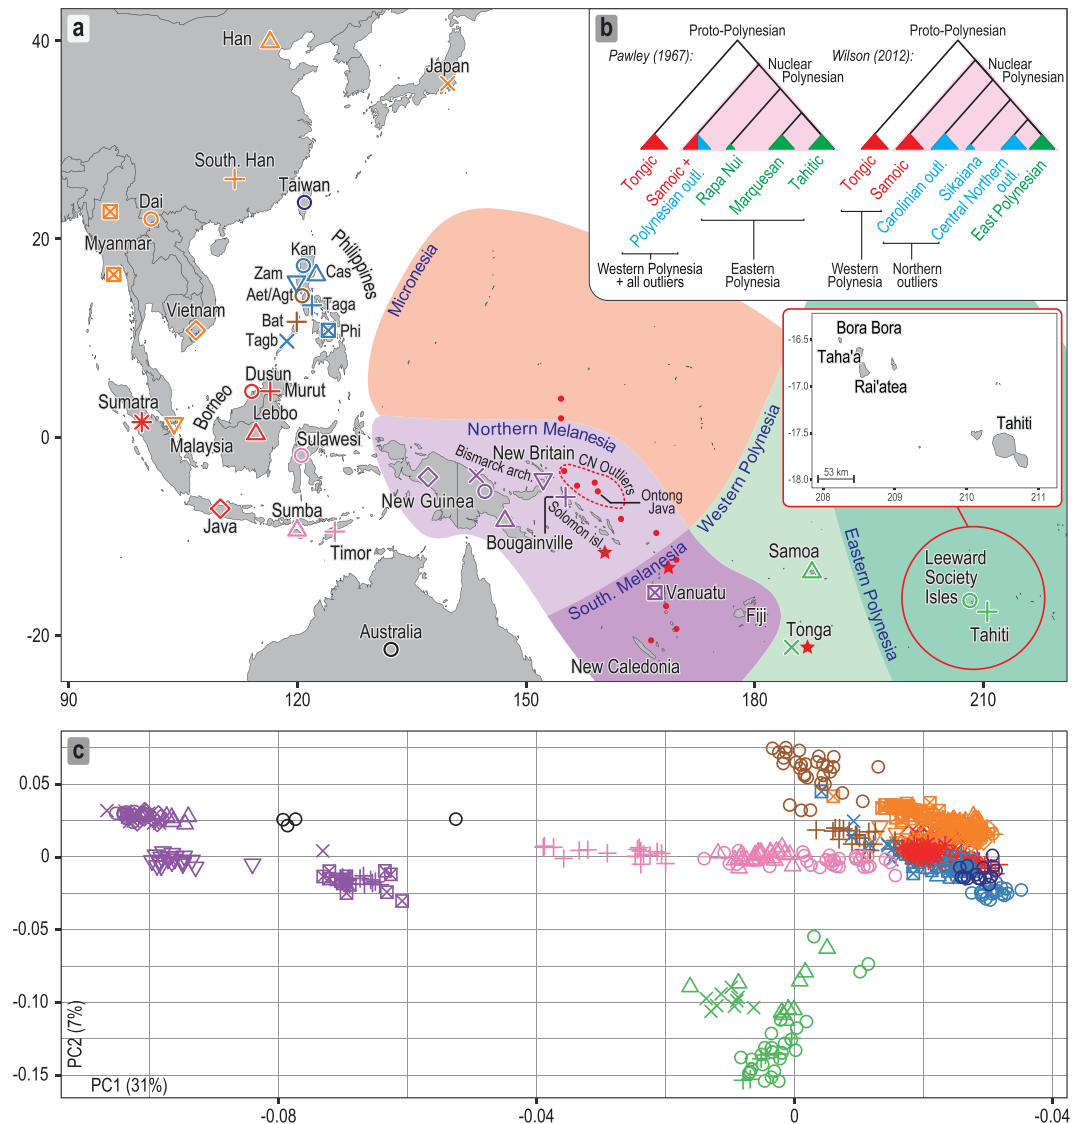 a
40
20
0
-20
90
120
150
180
210
Han
Japan
South. Han
Taiwan
Dai
Myanmar
Vietnam
Kan
Zam
Cas
Philippines
Aet/Agt
Taga
Bat
Phi
Tagb
Dusun
Murut
Borneo
Lebbo
Sumatra
Malaysia
Sulawesi
Java
Sumba
Timor
Australia
Micronesia
Northern Melanesia
New Britain
Bismarck arch.
CN Outliers
New Guinea
Ontong
Java
Solomon isl.
Bougainville
South. Melanesia
Vanuatu
Fiji
New Caledonia
Western Polynesia
Samoa
Tonga
Eastern Polynesia
Leeward
Society
Isles
Tahiti
b
Proto-Polynesian
Pawley (1967):
Nuclear
Polynesian
Tongic
Samoic +
Polynesian outl.
Rapa Nui
Marquesan
Tahitic
Western Polynesia
+ all outliers
Eastern
Polynesia
Proto-Polynesian
Wilson (2012):
Nuclear
Polynesian
Tongic
Samoic
Carolinian outl.
Sikaiana
Central Northern
outl.
East Polynesian
Western
Polynesia
Northern
outliers
Bora Bora
Taha'a
Rai'atea
Tahiti
-16.5
-17.0
-17.5
-18.0
53 km
208
209
210
211
c
0.05
0
-0.05
-0.10
-0.15
PC2 (7%)
PC1 (31%)
-0.08
-0.04
0
-0.04